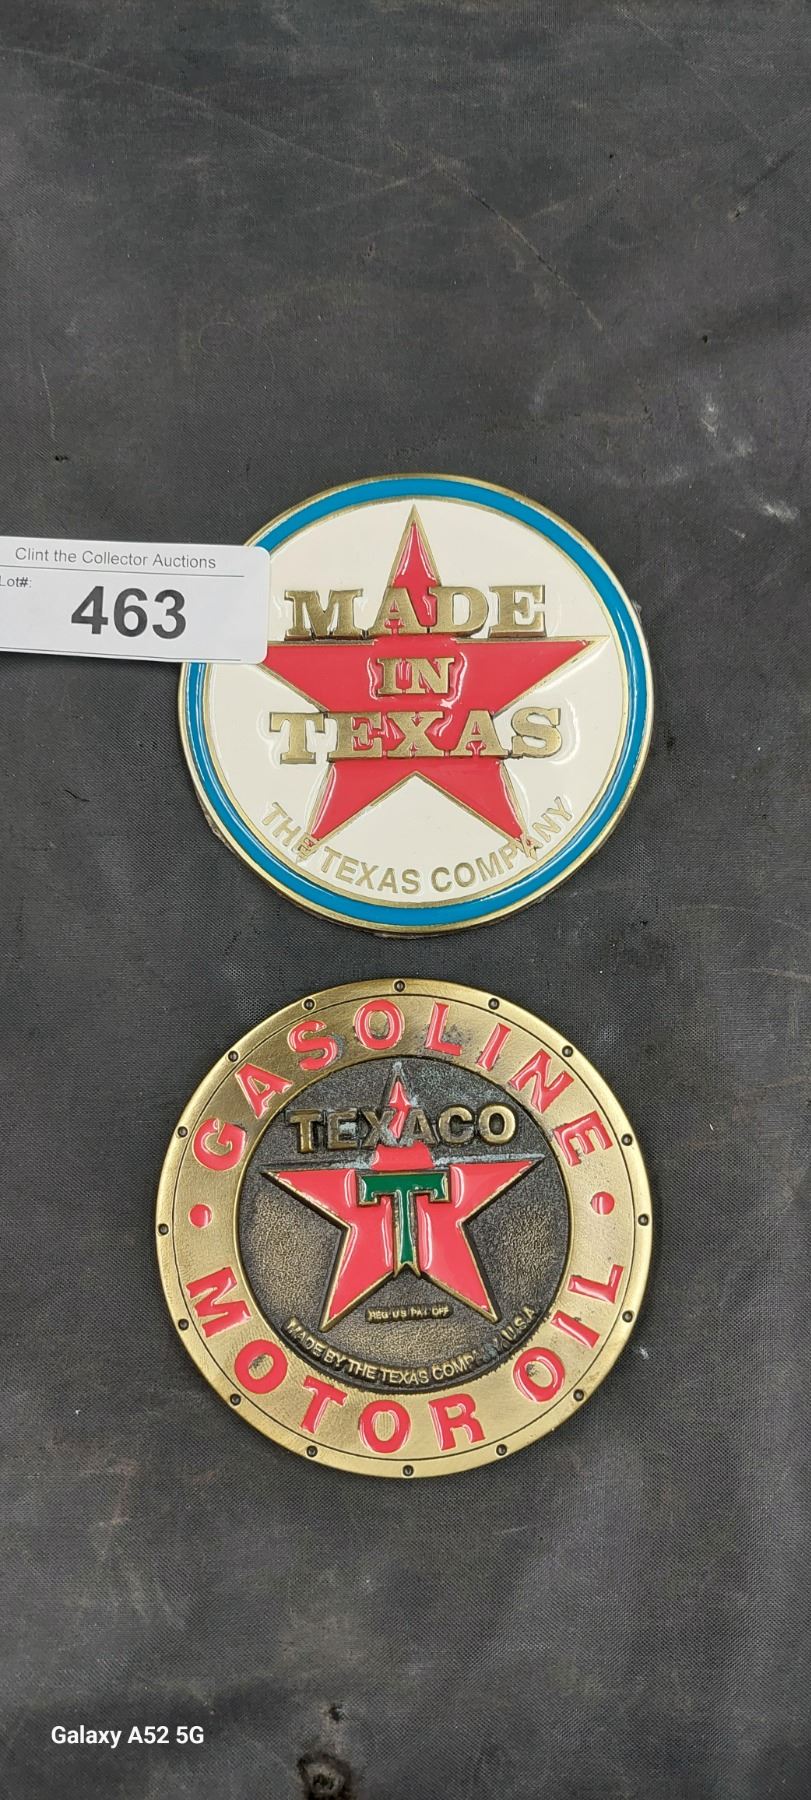 Clint the Collector Auctions
Lot#:
463
MADE
IN
TEXAS
THE TEXAS COMPANY
GASOLINE
TEXACO
T
REG US PAT OFF
MADE BY THE TEXAS COMPANY U.S.A.
MOTOR OIL
Galaxy A52 5G